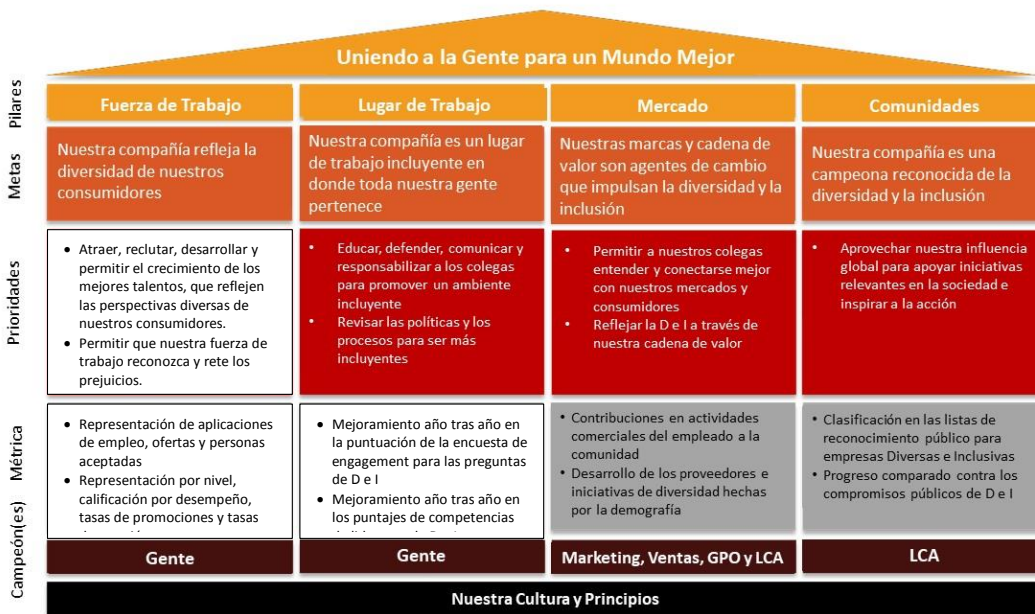 Uniendo a la Gente para un Mundo Mejor
Pilares
Fuerza de Trabajo
Lugar de Trabajo
Mercado
Comunidades
Metas
Nuestra compañía refleja la
diversidad de nuestros
consumidores
Nuestra compañía es un lugar
de trabajo incluyente en
donde toda nuestra gente
pertenece
Nuestras marcas y cadena de
valor son agentes de cambio
que impulsan la diversidad y la
inclusión
Nuestra compañía es una
campeona reconocida de la
diversidad y la inclusión
Prioridades
• Atraer, reclutar, desarrollar y
permitir el crecimiento de los
mejores talentos, que reflejen
las perspectivas diversas de
nuestros consumidores.
• Permitir que nuestra fuerza de
trabajo reconozca y rete los
prejuicios.
• Educar, defender, comunicar y
responsabilizar a los colegas
para promover un ambiente
incluyente
• Revisar las políticas y los
procesos para ser más
incluyentes
• Permitir a nuestros colegas
entender y conectarse mejor
con nuestros mercados y
consumidores
• Reflejar la D e I a través de
nuestra cadena de valor
• Aprovechar nuestra influencia
global para apoyar iniciativas
relevantes en la sociedad e
inspirar a la acción
Métrica
• Representación de aplicaciones
de empleo, ofertas y personas
aceptadas
• Representación por nivel,
calificación por desempeño,
tasas de promociones y tasas
• Mejoramiento año tras año en
la puntuación de la encuesta de
engagement para las preguntas
de D e I
• Mejoramiento año tras año en
los puntajes de competencias
• Contribuciones en actividades
comerciales del empleado a la
comunidad
• Desarrollo de los proveedores e
iniciativas de diversidad hechas
por la demografía
• Clasificación en las listas de
reconocimiento público para
empresas Diversas e Inclusivas
• Progreso comparado contra los
compromisos públicos de D e I
Campeón(es)
Gente
Gente
Marketing, Ventas, GPO y LCA
LCA
Nuestra Cultura y Principios